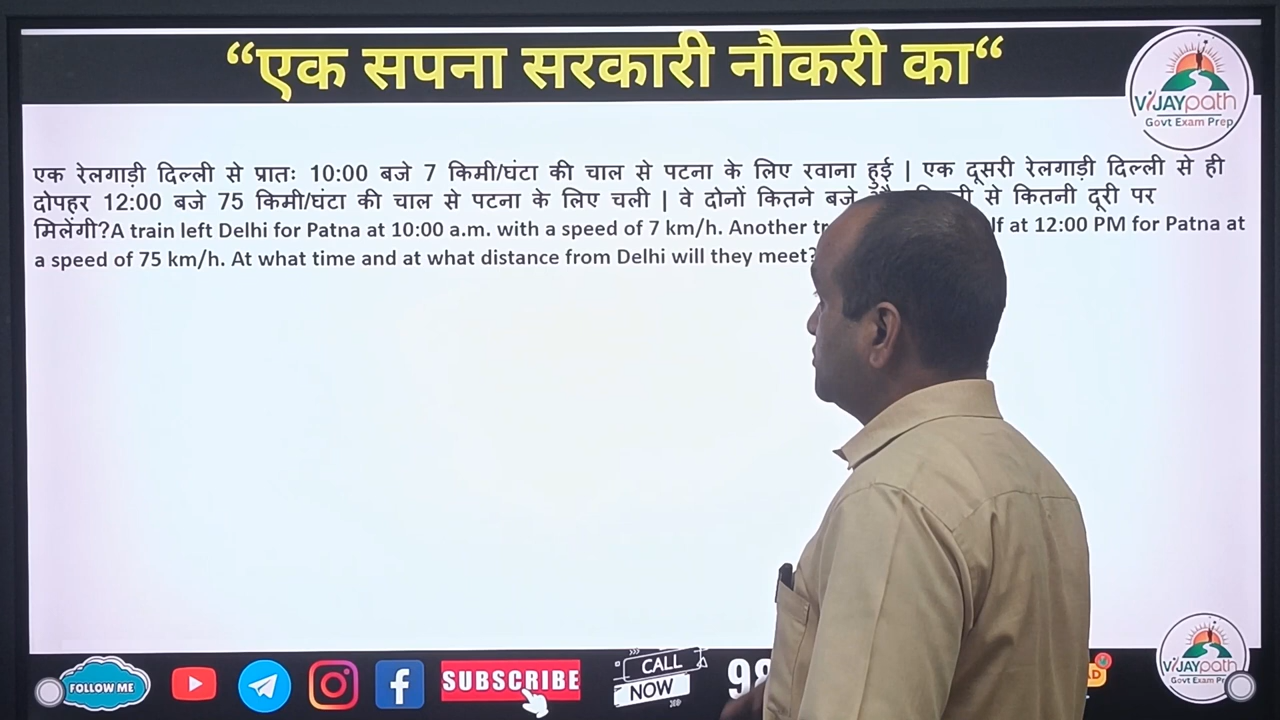 “एक सपना सरकारी नौकरी का“
VIJAYpath
Govt Exam Prep
एक रेलगाड़ी दिल्ली से प्रातः 10:00 बजे 7 किमी/घंटा की चाल से पटना के लिए रवाना हुई | एक दूसरी रेलगाड़ी दिल्ली से ही
दोपहर 12:00 बजे 75 किमी/घंटा की चाल से पटना के लिए चली | वे दोनों कितने बजे से कितनी दूरी पर
मिलेंगी?A train left Delhi for Patna at 10:00 a.m. with a speed of 7 km/h. Another at 12:00 PM for Patna at
a speed of 75 km/h. At what time and at what distance from Delhi will they meet?
FOLLOW ME
SUBSCRIBE
CALL
NOW
98
VIJAYpath
Govt Exam